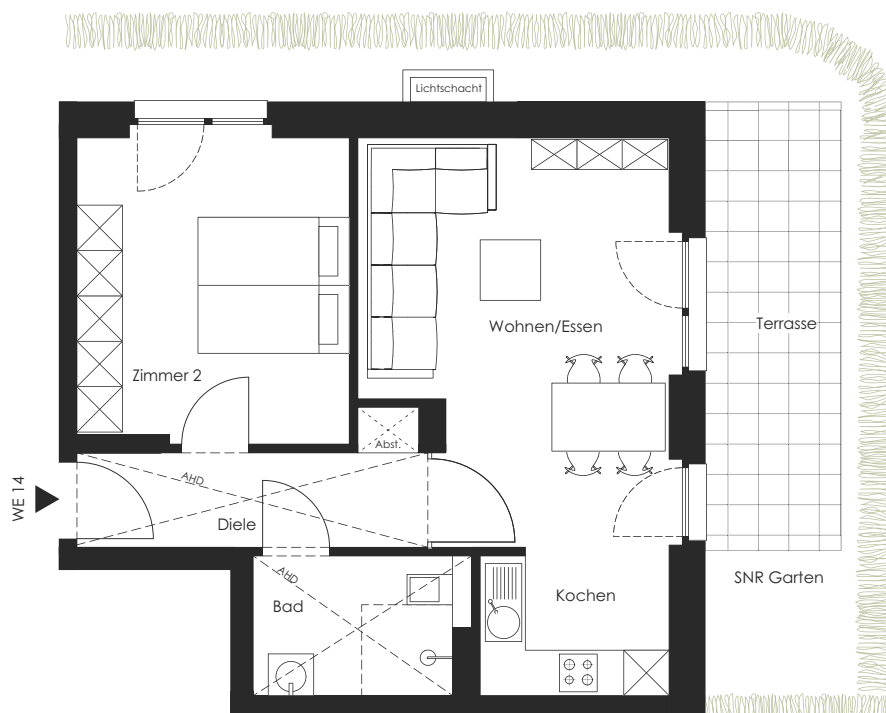 Lichtschacht
Wohnen/Essen
Terrasse
Zimmer 2
Abst.
AHD
WE 14
Diele
AHD
Bad
Kochen
SNR Garten